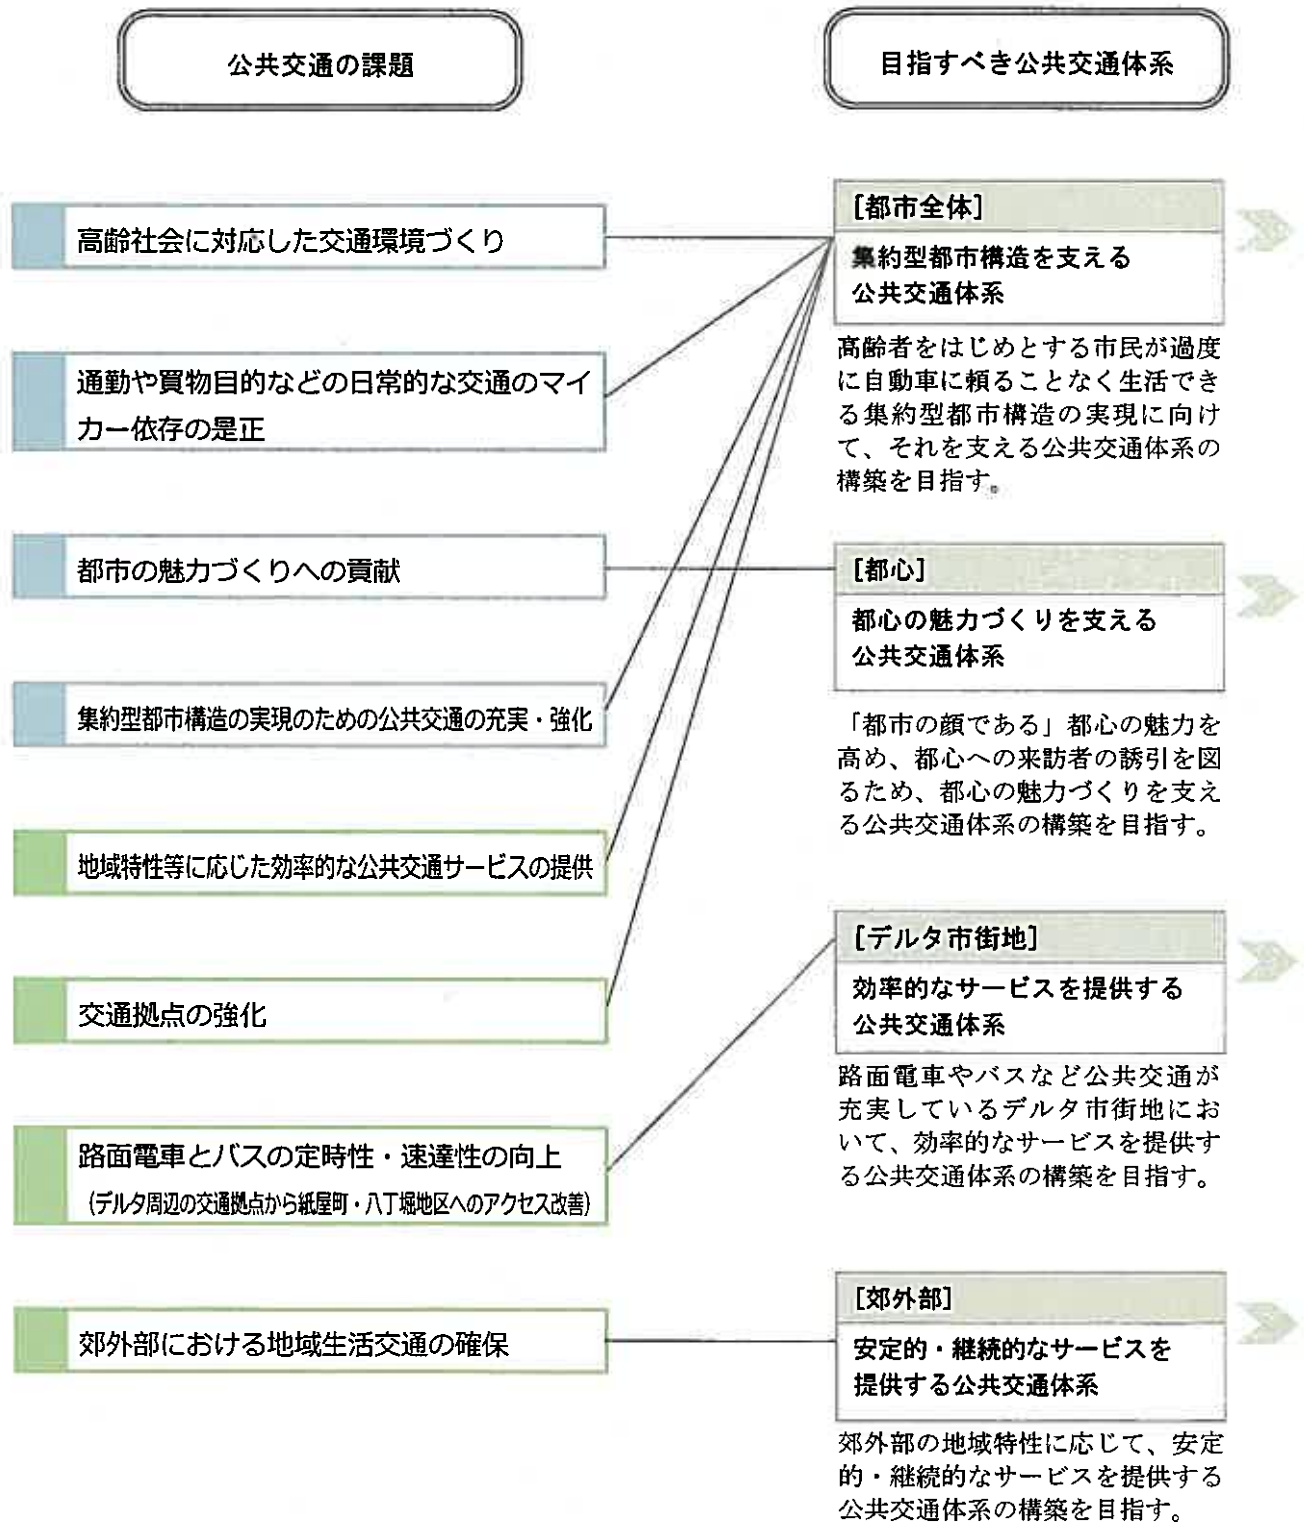 公共交通の課題
高齢社会に対応した交通環境づくり
通勤や買物目的などの日常的な交通のマイ
カー依存の是正
都市の魅力づくりへの貢献
集約型都市構造の実現のための公共交通の充実・強化
地域特性等に応じた効率的な公共交通サービスの提供
交通拠点の強化
路面電車とバスの定時性・速達性の向上
(デルタ周辺の交通拠点から紙屋町・八丁堀地区へのアクセス改善)
郊外部における地域生活交通の確保
目指すべき公共交通体系
[都市全体]
集約型都市構造を支える
公共交通体系
高齢者をはじめとする市民が過度
に自動車に頼ることなく生活でき
る集約型都市構造の実現に向け
て、それを支える公共交通体系の
構築を目指す。
[都心]
都心の魅力づくりを支える
公共交通体系
「都市の顔である」都心の魅力を
高め、都心への来訪者の誘引を図
るため、都心の魅力づくりを支え
る公共交通体系の構築を目指す。
[デルタ市街地]
効率的なサービスを提供する
公共交通体系
路面電車やバスなど公共交通が
充実しているデルタ市街地にお
いて、効率的なサービスを提供す
る公共交通体系の構築を目指す。
[郊外部]
安定的・継続的なサービスを
提供する公共交通体系
郊外部の地域特性に応じて、安定
的・継続的なサービスを提供する
公共交通体系の構築を目指す。